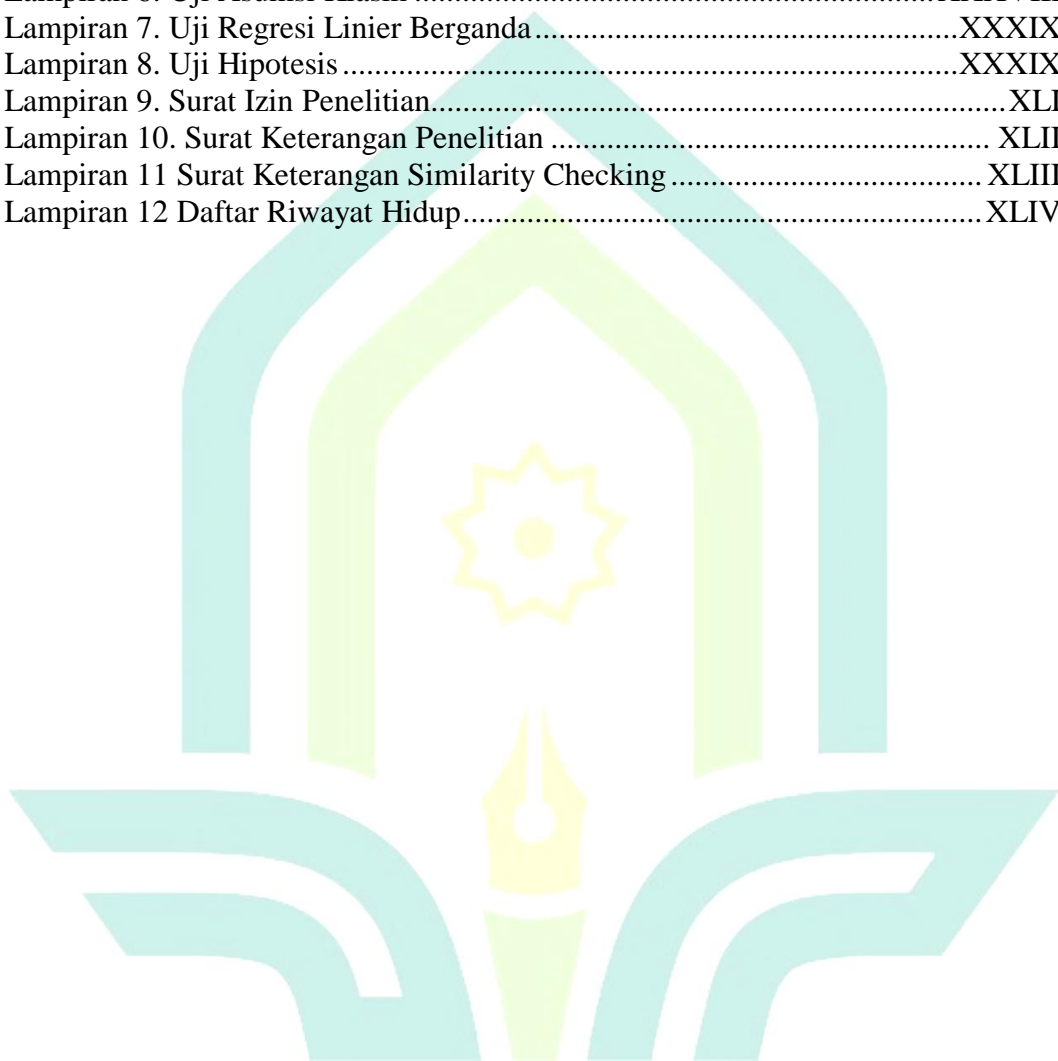 Lampiran 7. Uji Regresi Linier Berganda....................................................................XXXIX
Lampiran 8. Uji Hipotesis...................................................................................................XXXIX
Lampiran 9. Surat Izin Penelitian............................................................................................XLI
Lampiran 10. Surat Keterangan Penelitian ...................................................................... XLII
Lampiran 11 Surat Keterangan Similarity Checking.................................................. XLIII
Lampiran 12 Daftar Riwayat Hidup...................................................................................XLIV